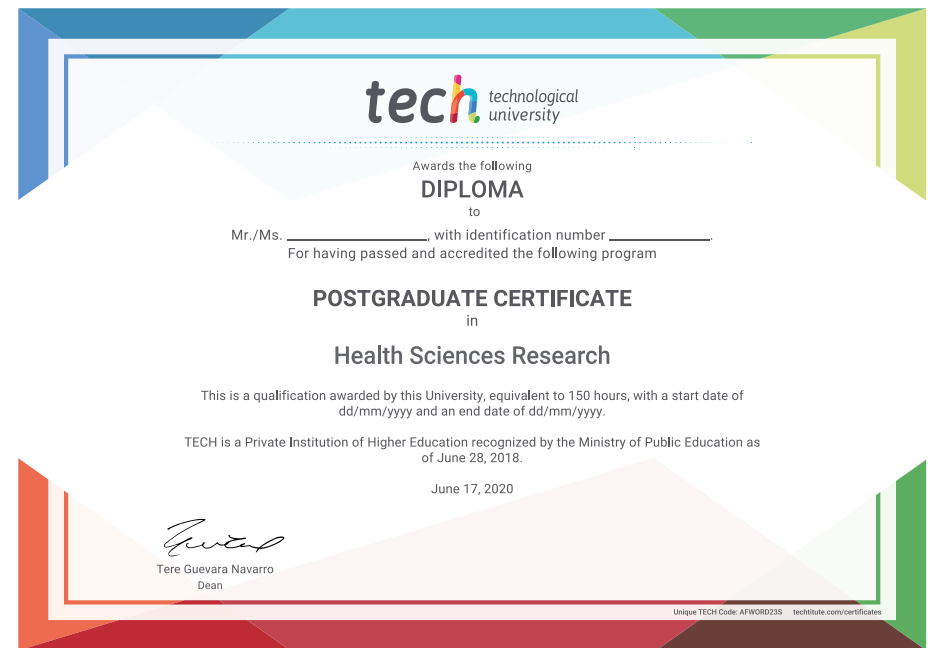 tech technological
university
Awards the following
DIPLOMA
to
Mr./Ms. ____________________, with identification number ______________.
For having passed and accredited the following program
POSTGRADUATE CERTIFICATE
in
Health Sciences Research
This is a qualification awarded by this University, equivalent to 150 hours, with a start date of
dd/mm/yyyy and an end date of dd/mm/yyyy.
TECH is a Private Institution of Higher Education recognized by the Ministry of Public Education as
of June 28, 2018.
June 17, 2020
Tere Guevara Navarro
Dean
Unique TECH Code: AFWORD23S techtitute.com/certificates